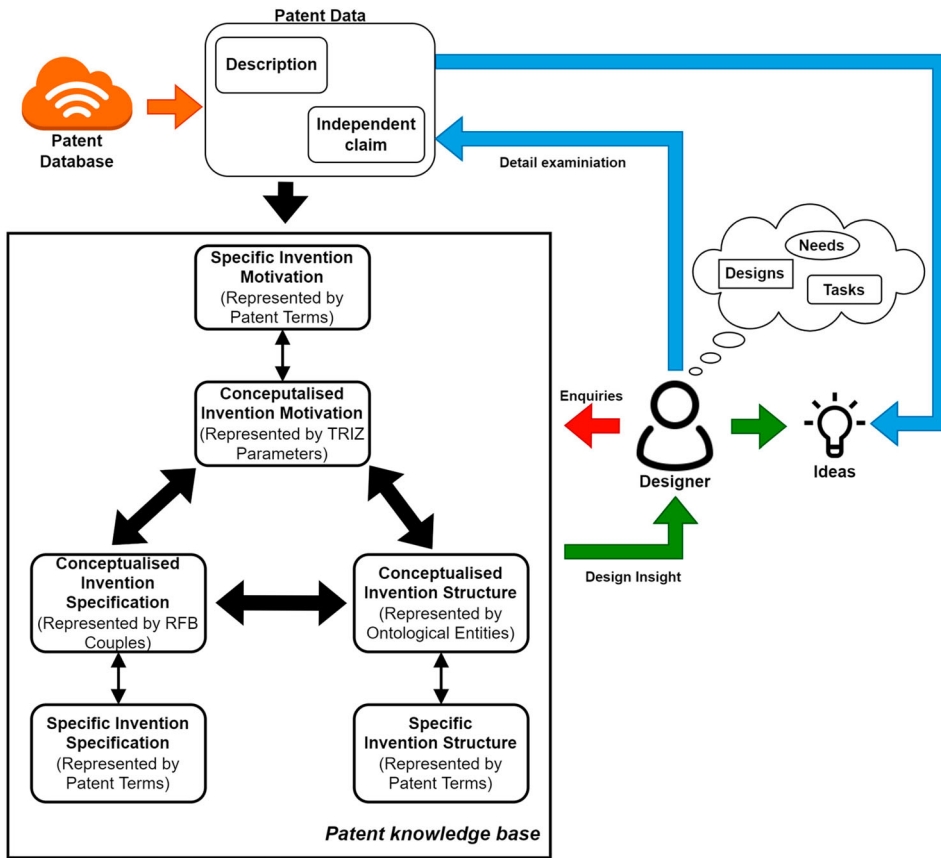 Patent Data
Description
Independent
claim
Patent
Database
Detail examiniation
Needs
Designs
Tasks
Specific Invention
Motivation
(Represented by
Patent Terms)
Conceputalised
Invention Motivation
(Represented by TRIZ
Parameters)
Enquiries
Designer
Ideas
Design Insight
Conceptualised
Invention
Specification
(Represented by RFB
Couples)
Conceptualised
Invention Structure
(Represented by
Ontological Entities)
Specific Invention
Specification
(Represented by
Patent Terms)
Specific
Invention Structure
(Represented by
Patent Terms)
Patent knowledge base